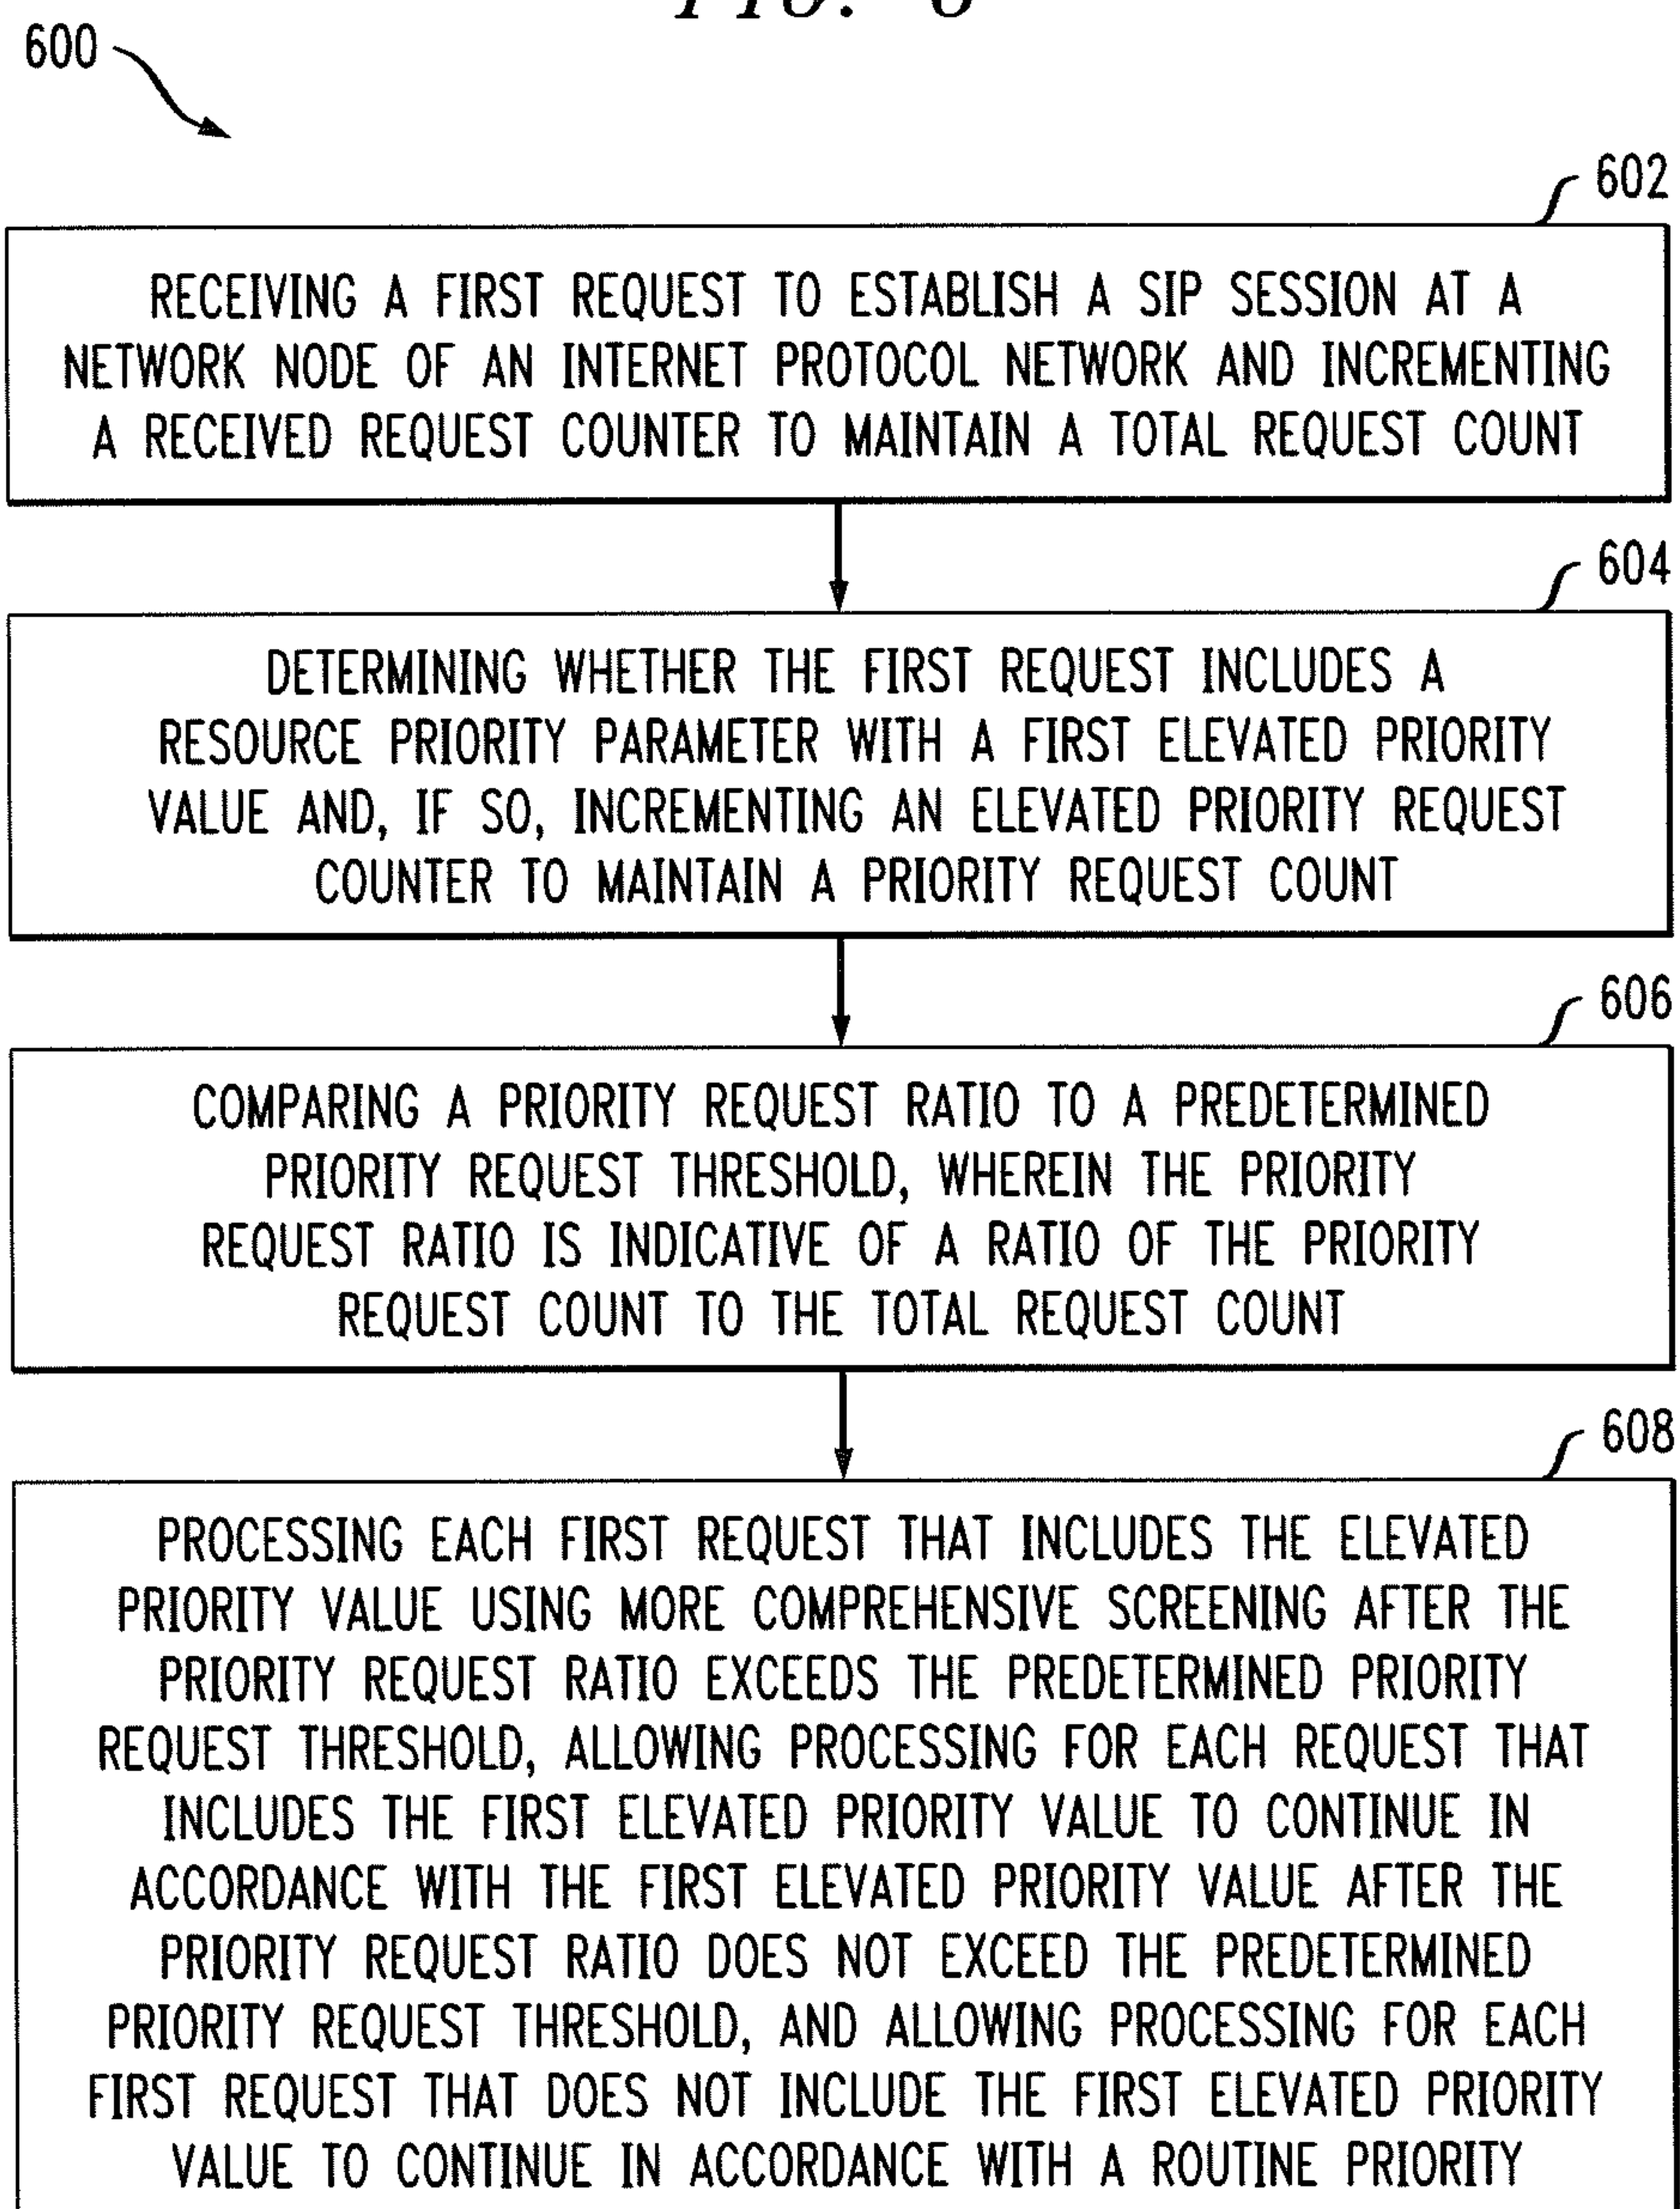 FIG. 6
600
602
RECEIVING A FIRST REQUEST TO ESTABLISH A SIP SESSION AT A
NETWORK NODE OF AN INTERNET PROTOCOL NETWORK AND INCREMENTING
A RECEIVED REQUEST COUNTER TO MAINTAIN A TOTAL REQUEST COUNT
604
DETERMINING WHETHER THE FIRST REQUEST INCLUDES A
RESOURCE PRIORITY PARAMETER WITH A FIRST ELEVATED PRIORITY
VALUE AND, IF SO, INCREMENTING AN ELEVATED PRIORITY REQUEST
COUNTER TO MAINTAIN A PRIORITY REQUEST COUNT
606
COMPARING A PRIORITY REQUEST RATIO TO A PREDETERMINED
PRIORITY REQUEST THRESHOLD, WHEREIN THE PRIORITY
REQUEST RATIO IS INDICATIVE OF A RATIO OF THE PRIORITY
REQUEST COUNT TO THE TOTAL REQUEST COUNT
608
PROCESSING EACH FIRST REQUEST THAT INCLUDES THE ELEVATED
PRIORITY VALUE USING MORE COMPREHENSIVE SCREENING AFTER THE
PRIORITY REQUEST RATIO EXCEEDS THE PREDETERMINED PRIORITY
REQUEST THRESHOLD, ALLOWING PROCESSING FOR EACH REQUEST THAT
INCLUDES THE FIRST ELEVATED PRIORITY VALUE TO CONTINUE IN
ACCORDANCE WITH THE FIRST ELEVATED PRIORITY VALUE AFTER THE
PRIORITY REQUEST RATIO DOES NOT EXCEED THE PREDETERMINED
PRIORITY REQUEST THRESHOLD, AND ALLOWING PROCESSING FOR EACH
FIRST REQUEST THAT DOES NOT INCLUDE THE FIRST ELEVATED PRIORITY
VALUE TO CONTINUE IN ACCORDANCE WITH A ROUTINE PRIORITY